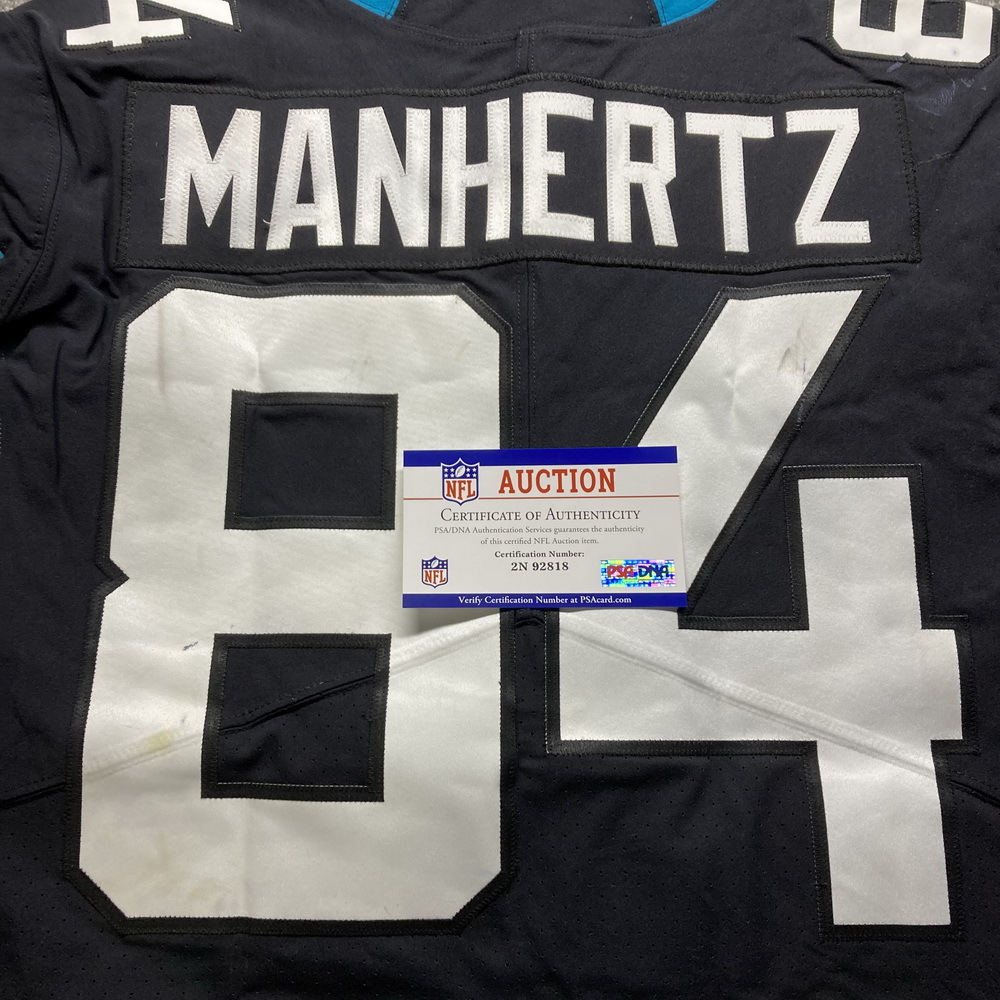 MANHERTZ
84
NFL AUCTION
CERTIFICATE OF AUTHENTICITY
PSA/DNA Authentication Services guarantees the authenticity
of this certified NFL Auction item.
Certification Number:
2N 92818
NFL
PSA/DNA
Verify Certification Number at PSAcard.com